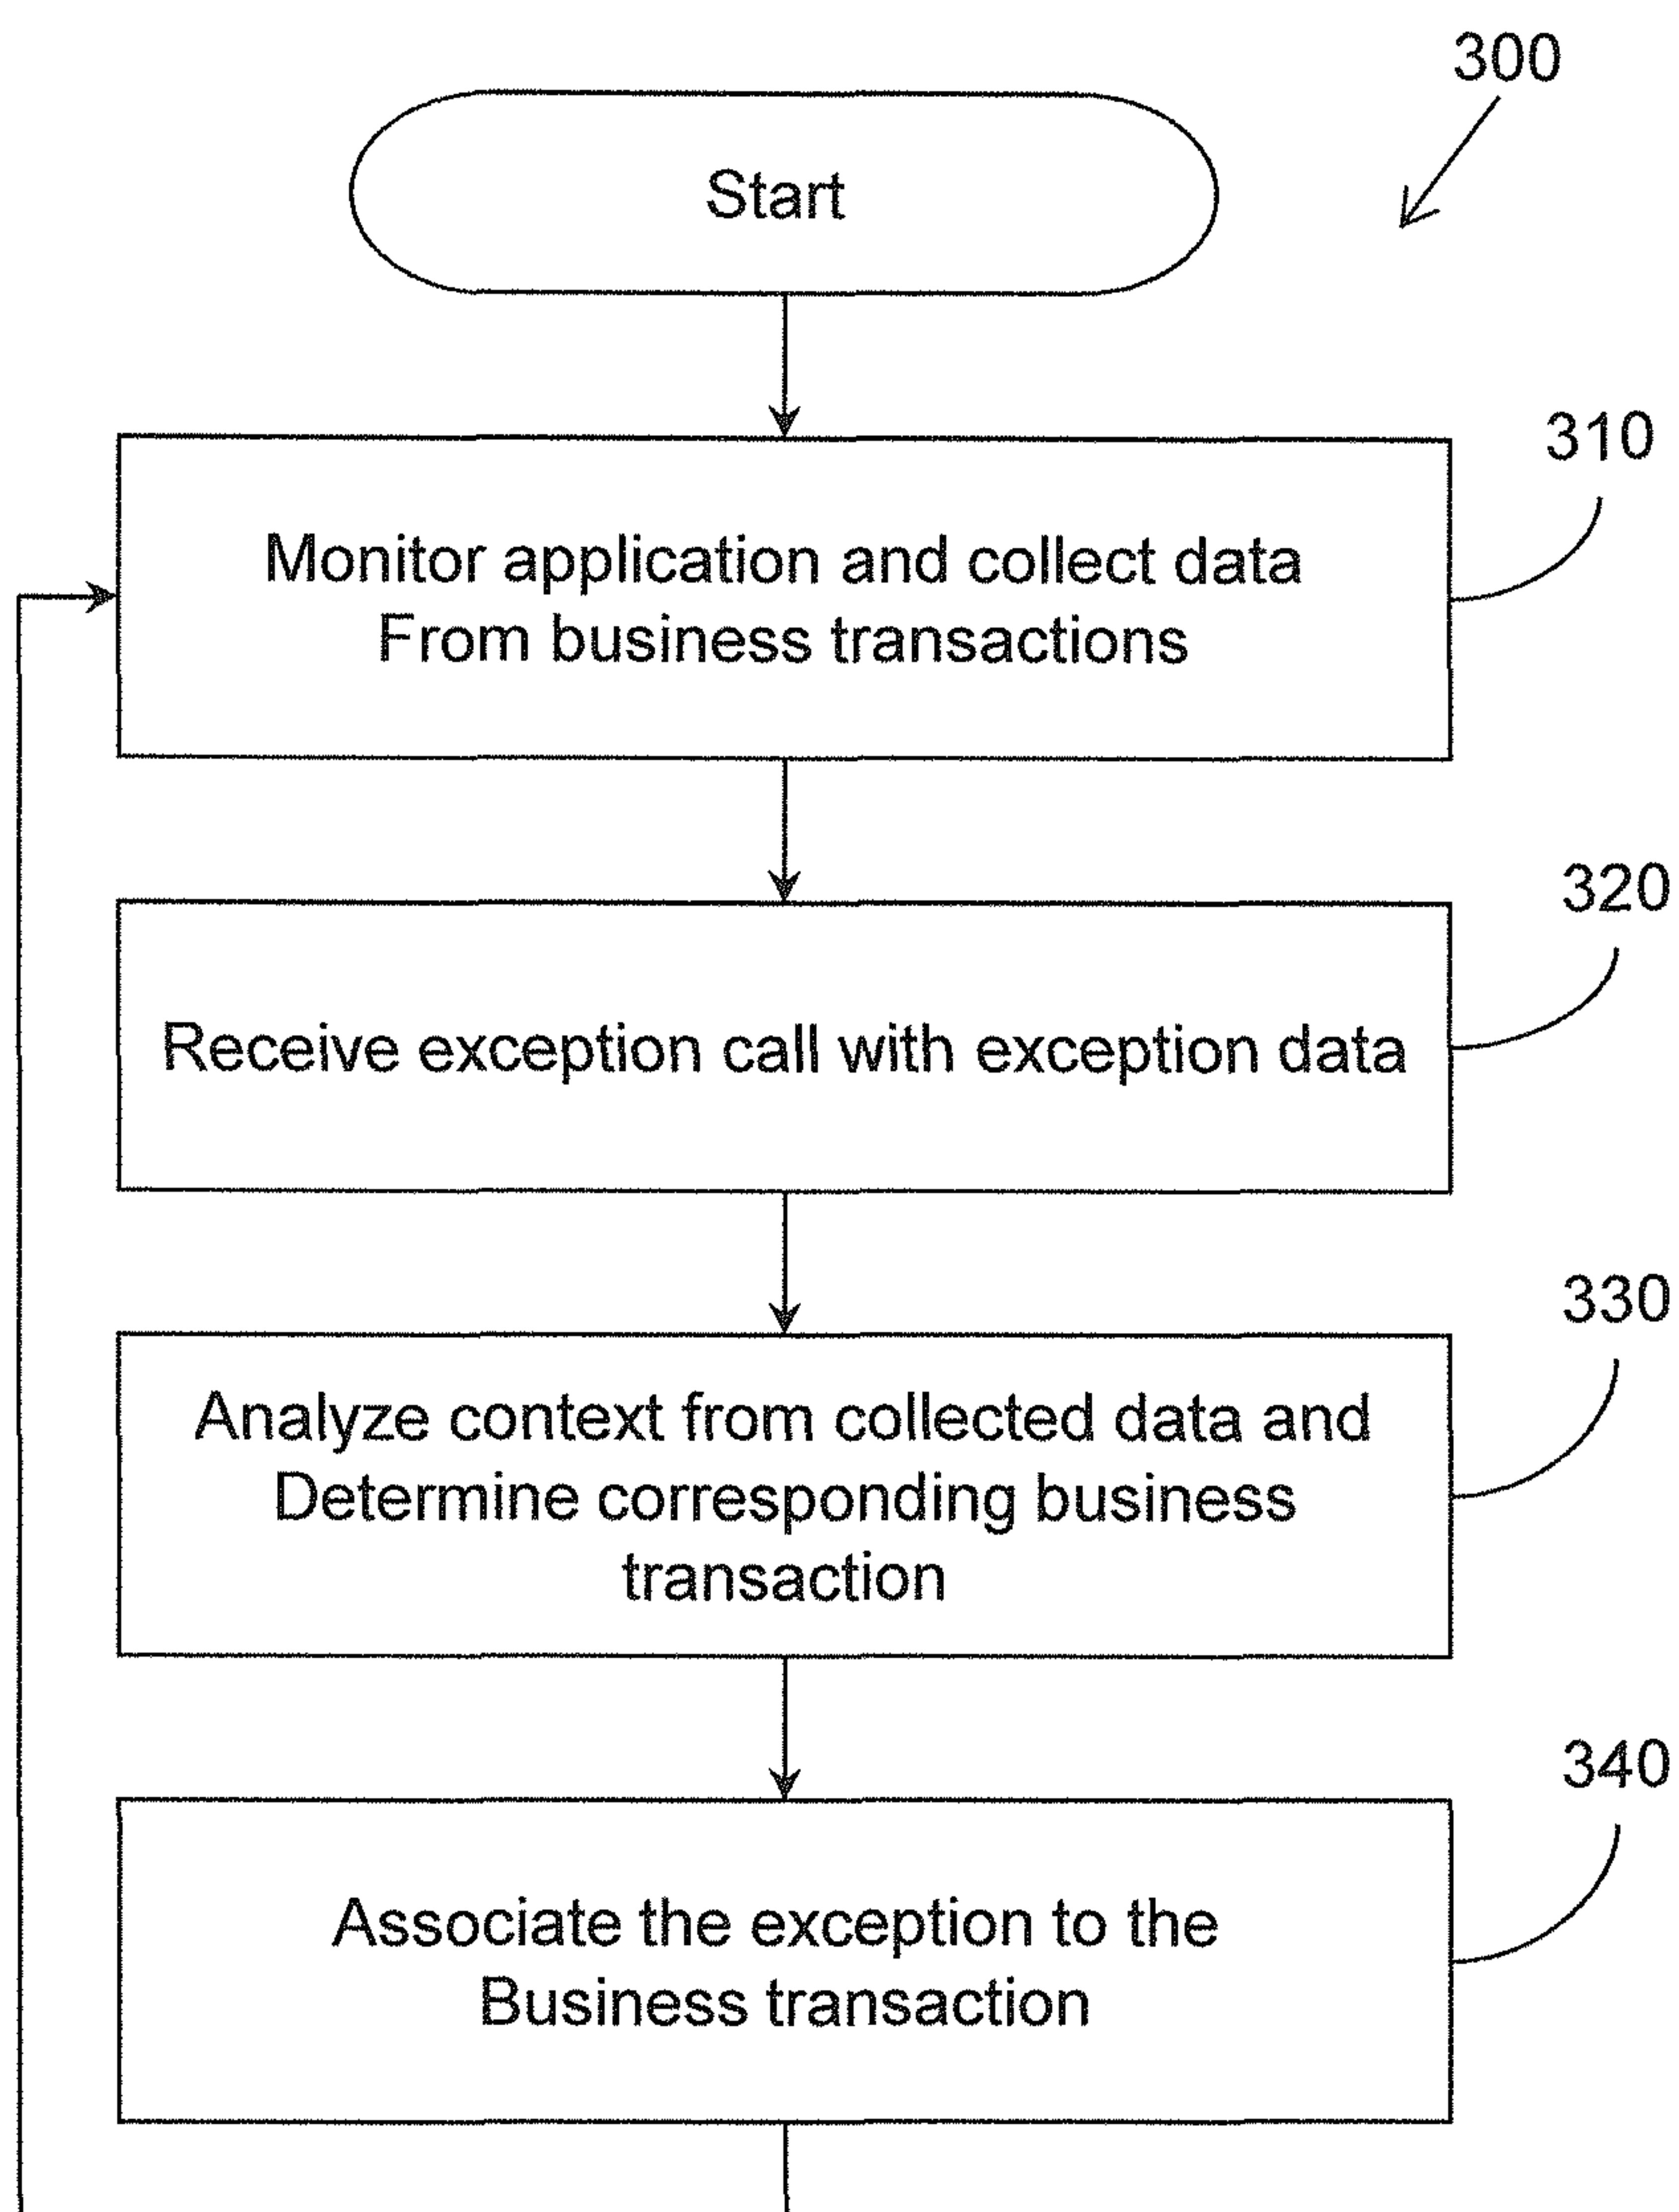 300
Start
310
Monitor application and collect data
From business transactions
320
Receive exception call with exception data
330
Analyze context from collected data and
Determine corresponding business
transaction
340
Associate the exception to the
Business transaction